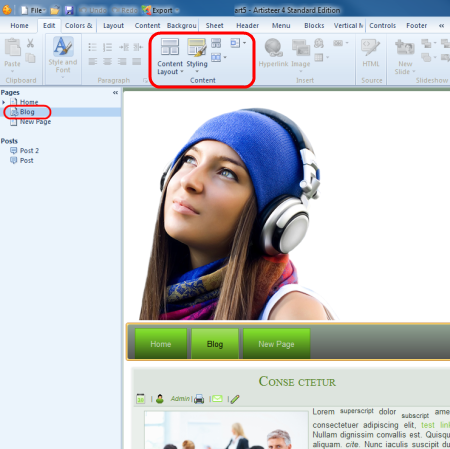 File Undo Redo Export art5 - Artisteer 4 Standard Edition
Home Edit Colors & Layout Content Backgrou Sheet Header Menu Blocks Vertical M Controls Footer
Paste Style and Font Content Layout Styling Hyperlink Image HTML New Slide
Clipboard Paragraph Content Insert Source Slideshow
Pages
Home
Blog
New Page
Posts
Post 2
Post
Home Blog New Page
Conse ctetur
Admin
Lorem superscript dolor subscript ame
consectetuer adipiscing elit, test link
Nullam dignissim convallis est. Quisqu
aliquam. cite. Nunc iaculis suscipit dui.